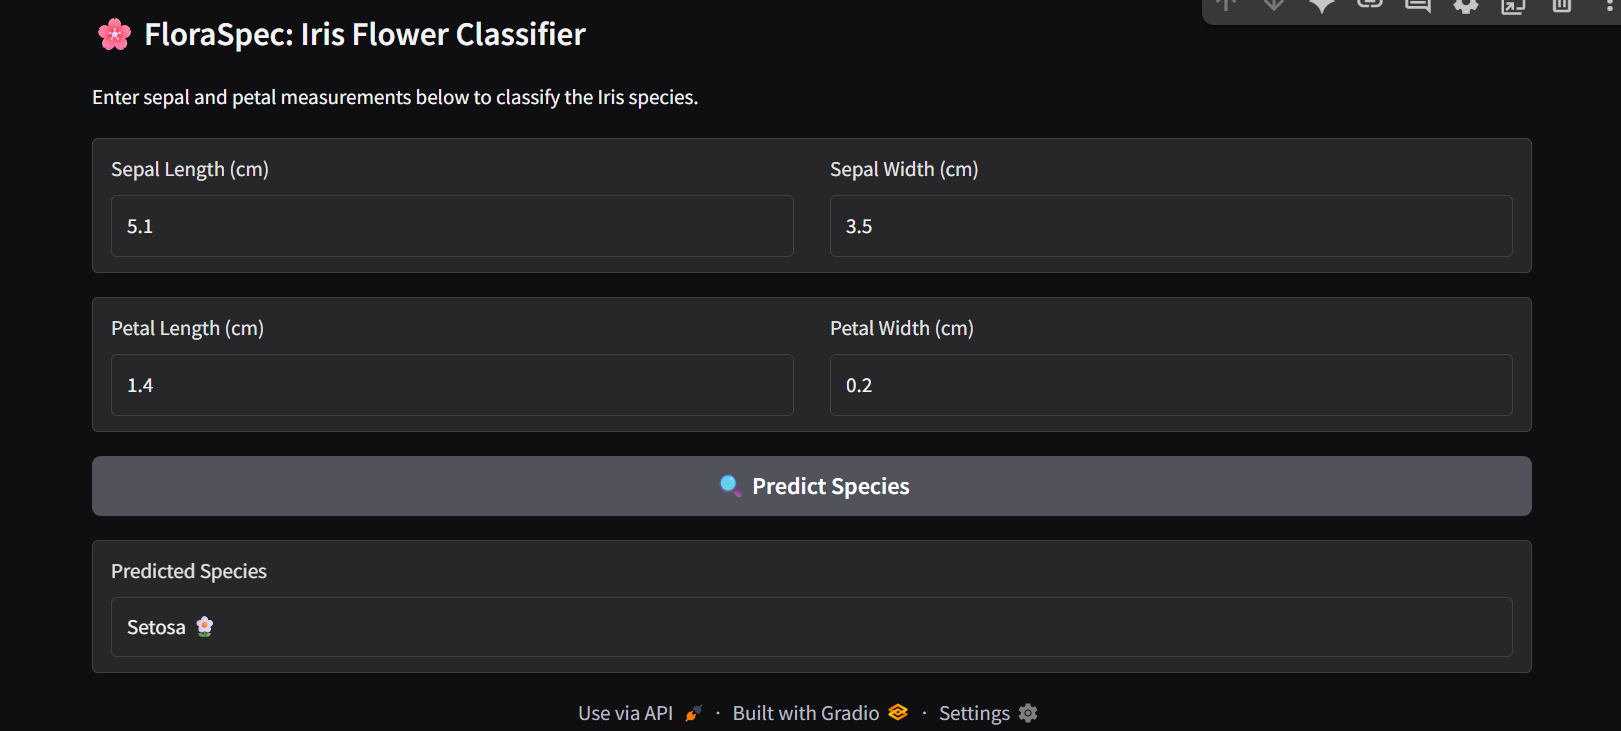 🌸 FloraSpec: Iris Flower Classifier
Enter sepal and petal measurements below to classify the Iris species.
Sepal Length (cm)
Sepal Width (cm)
5.1
3.5
Petal Length (cm)
Petal Width (cm)
1.4
0.2
🔍 Predict Species
Predicted Species
Setosa 🌸
Use via API 🚀 · Built with Gradio · Settings ⚙️